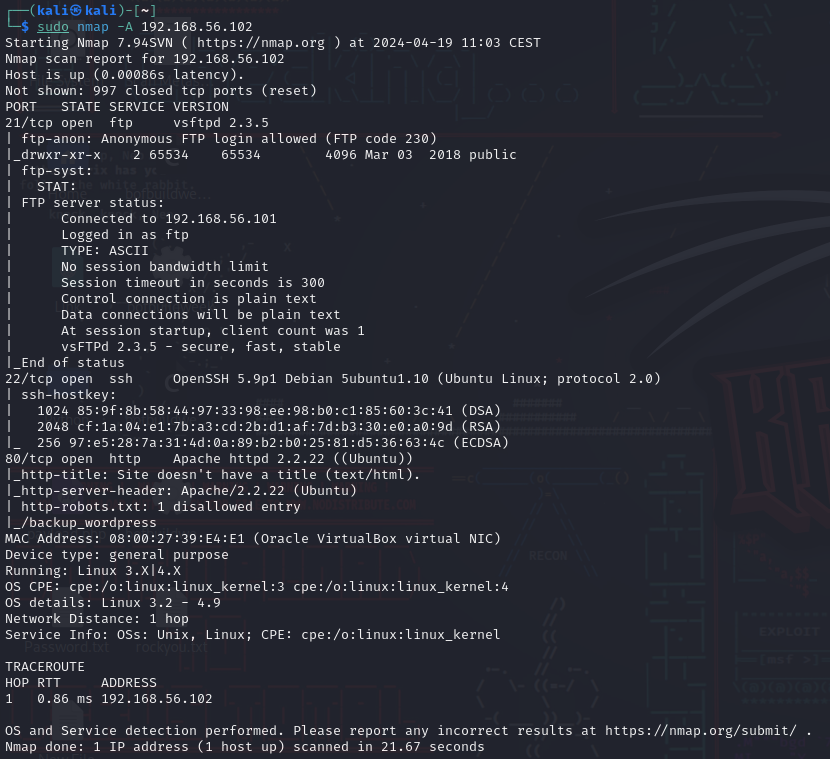 ┌──(kali㉿kali)-[~]
└─$ sudo nmap -A 192.168.56.102
Starting Nmap 7.94SVN ( https://nmap.org ) at 2024-04-19 11:03 CEST
Nmap scan report for 192.168.56.102
Host is up (0.00086s latency).
Not shown: 997 closed tcp ports (reset)
PORT   STATE SERVICE VERSION
21/tcp open  ftp     vsftpd 2.3.5
| ftp-anon: Anonymous FTP login allowed (FTP code 230)
|_drwxr-xr-x    2 65534    65534        4096 Mar 03  2018 public
| ftp-syst:
|   STAT:
| FTP server status:
|      Connected to 192.168.56.101
|      Logged in as ftp
|      TYPE: ASCII
|      No session bandwidth limit
|      Session timeout in seconds is 300
|      Control connection is plain text
|      Data connections will be plain text
|      At session startup, client count was 1
|      vsFTPd 2.3.5 - secure, fast, stable
|_End of status
22/tcp open  ssh     OpenSSH 5.9p1 Debian 5ubuntu1.10 (Ubuntu Linux; protocol 2.0)
| ssh-hostkey:
|   1024 85:9f:8b:58:44:97:33:98:ee:98:b0:c1:85:60:3c:41 (DSA)
|   2048 cf:1a:04:e1:7b:a3:cd:2b:d1:af:7d:b3:30:e0:a0:9d (RSA)
|_  256 97:e5:28:7a:31:4d:0a:89:b2:b0:25:81:d5:36:63:4c (ECDSA)
80/tcp open  http    Apache httpd 2.2.22 ((Ubuntu))
|_http-title: Site doesn't have a title (text/html).
|_http-server-header: Apache/2.2.22 (Ubuntu)
| http-robots.txt: 1 disallowed entry
|_/backup_wordpress
MAC Address: 08:00:27:39:E4:E1 (Oracle VirtualBox virtual NIC)
Device type: general purpose
Running: Linux 3.X|4.X
OS CPE: cpe:/o:linux:linux_kernel:3 cpe:/o:linux:linux_kernel:4
OS details: Linux 3.2 - 4.9
Network Distance: 1 hop
Service Info: OSs: Unix, Linux; CPE: cpe:/o:linux:linux_kernel
RECON
EXPLOIT
Password.txt
rockyou.txt
TRACEROUTE
HOP RTT     ADDRESS
1   0.86 ms 192.168.56.102
OS and Service detection performed. Please report any incorrect results at https://nmap.org/submit/ .
Nmap done: 1 IP address (1 host up) scanned in 21.67 seconds